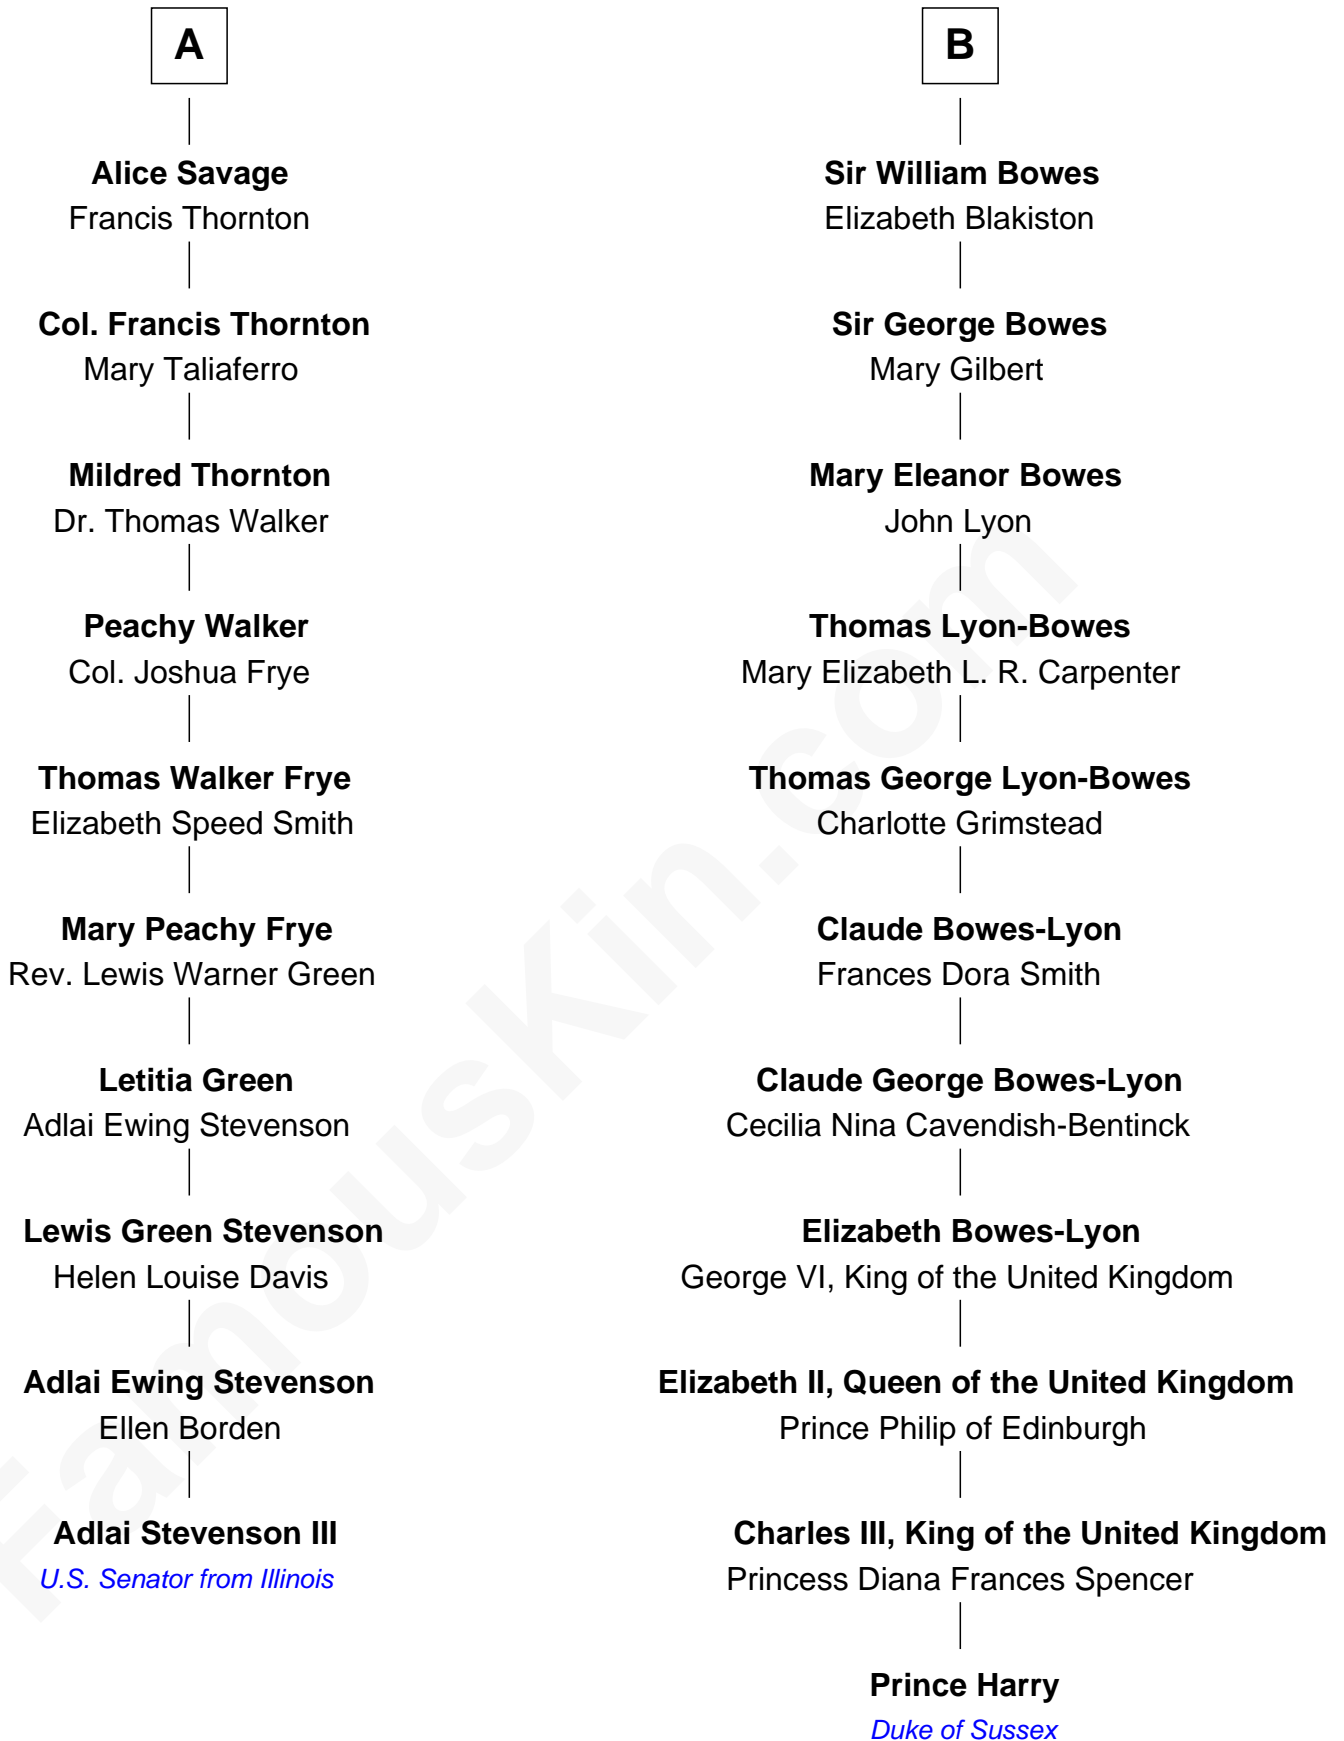 A
Alice Savage
Francis Thornton
Col. Francis Thornton
Mary Taliaferro
Mildred Thornton
Dr. Thomas Walker
Peachy Walker
Col. Joshua Frye
Thomas Walker Frye
Elizabeth Speed Smith
Mary Peachy Frye
Rev. Lewis Warner Green
Letitia Green
Adlai Ewing Stevenson
Lewis Green Stevenson
Helen Louise Davis
Adlai Ewing Stevenson
Ellen Borden
Adlai Stevenson III
U.S. Senator from Illinois
B
Sir William Bowes
Elizabeth Blakiston
Sir George Bowes
Mary Gilbert
Mary Eleanor Bowes
John Lyon
Thomas Lyon-Bowes
Mary Elizabeth L. R. Carpenter
Thomas George Lyon-Bowes
Charlotte Grimstead
Claude Bowes-Lyon
Frances Dora Smith
Claude George Bowes-Lyon
Cecilia Nina Cavendish-Bentinck
Elizabeth Bowes-Lyon
George VI, King of the United Kingdom
Elizabeth II, Queen of the United Kingdom
Prince Philip of Edinburgh
Charles III, King of the United Kingdom
Princess Diana Frances Spencer
Prince Harry
Duke of Sussex
FamousKin.com